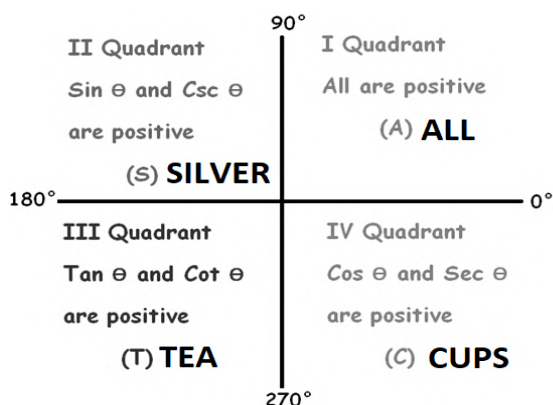 90°
II Quadrant
Sin θ and Csc θ
are positive
(S) SILVER
I Quadrant
All are positive
(A) ALL
180°
0°
III Quadrant
Tan θ and Cot θ
are positive
(T) TEA
IV Quadrant
Cos θ and Sec θ
are positive
(C) CUPS
270°